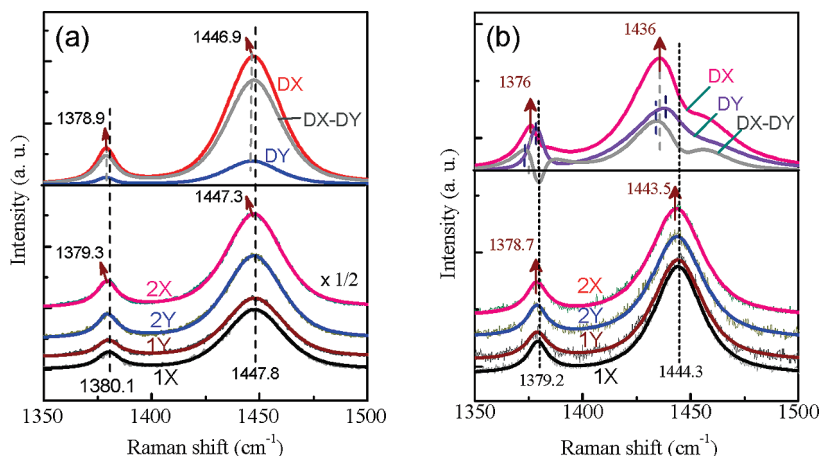 (a)
1446.9
1378.9
DX
DX-DY
DY
1447.3
1379.3
x 1/2
2X
2Y
1Y
1X
1380.1
1447.8
1350
1400
1450
1500
Raman shift (cm⁻¹)
Intensity (a. u.)
(b)
1436
1376
DX
DY
DX-DY
1443.5
1378.7
2X
2Y
1Y
1X
1379.2
1444.3
1350
1400
1450
1500
Raman shift (cm⁻¹)
Intensity (a. u.)